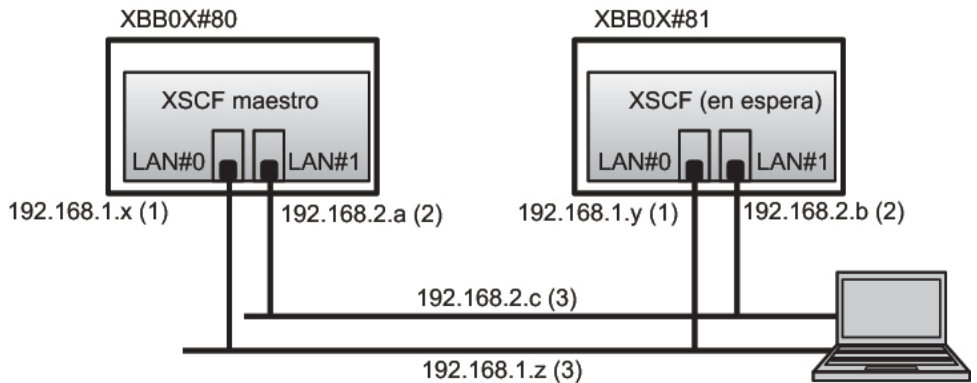 XBB0X#80
XBB0X#81
XSCF maestro
XSCF (en espera)
LAN#0
LAN#1
LAN#0
LAN#1
192.168.1.x (1)
192.168.2.a (2)
192.168.1.y (1)
192.168.2.b (2)
192.168.2.c (3)
192.168.1.z (3)